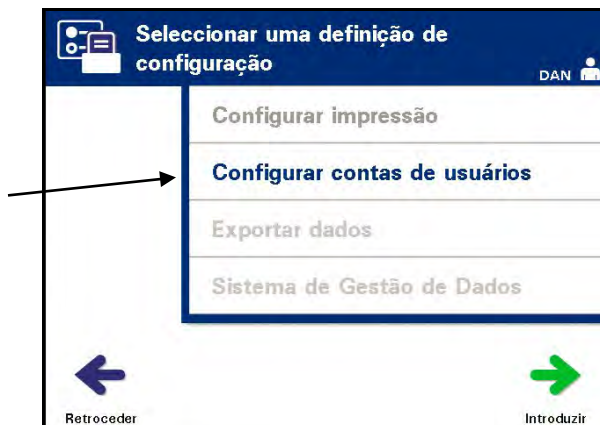 Seleccionar uma definição de
configuração
DAN
Configurar impressão
Configurar contas de usuários
Exportar dados
Sistema de Gestão de Dados
Retroceder
Introduzir